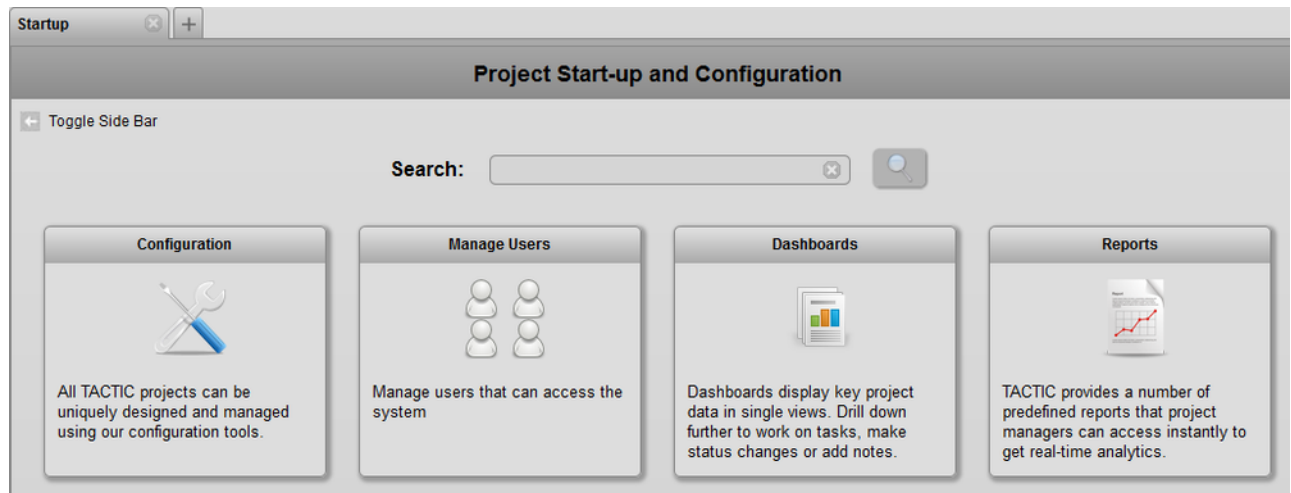 Startup
Project Start-up and Configuration
Toggle Side Bar
Search:
Configuration
All TACTIC projects can be
uniquely designed and managed
using our configuration tools.
Manage Users
Manage users that can access the
system
Dashboards
Dashboards display key project
data in single views. Drill down
further to work on tasks, make
status changes or add notes.
Reports
TACTIC provides a number of
predefined reports that project
managers can access instantly to
get real-time analytics.